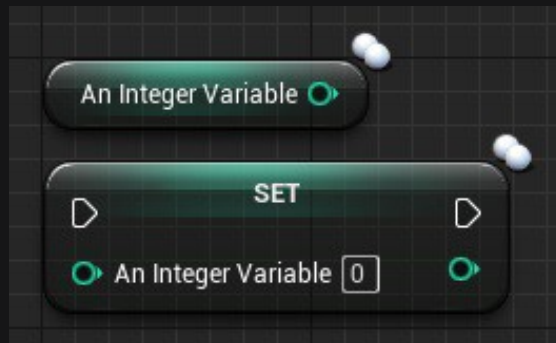 An Integer Variable
SET
An Integer Variable 0